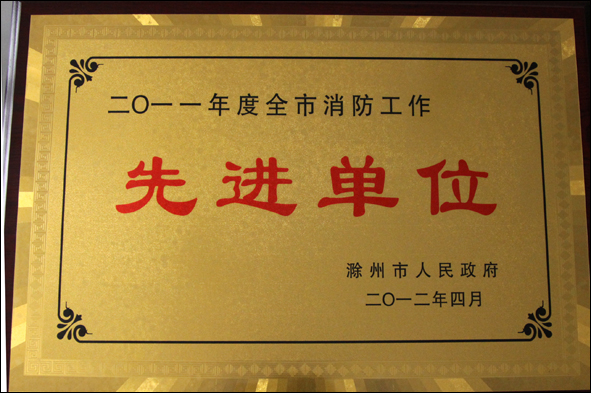 二〇一一年度全市消防工作
先进单位
滁州市人民政府
二〇一二年四月